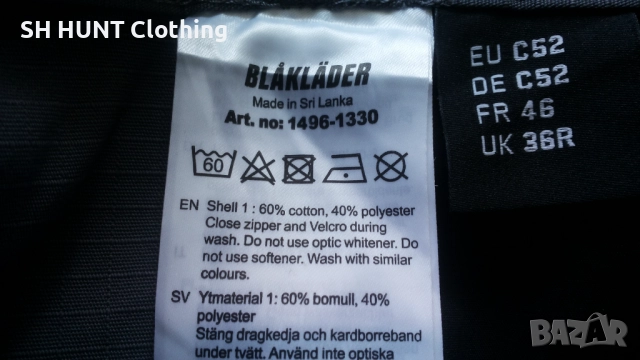 SH HUNT Clothing
BLÅKLÄDER
Made in Sri Lanka
Art. no: 1496-1330
60
EN Shell 1 : 60% cotton, 40% polyester
Close zipper and Velcro during
wash. Do not use optic whitener. Do
not use softener. Wash with similar
colours.
SV Ytmaterial 1: 60% bomull, 40%
polyester
Stäng dragkedja och kardborreband
under tvätt. Använd inte optiska
EU C52
DE C52
FR 46
UK 36R
BAZAR